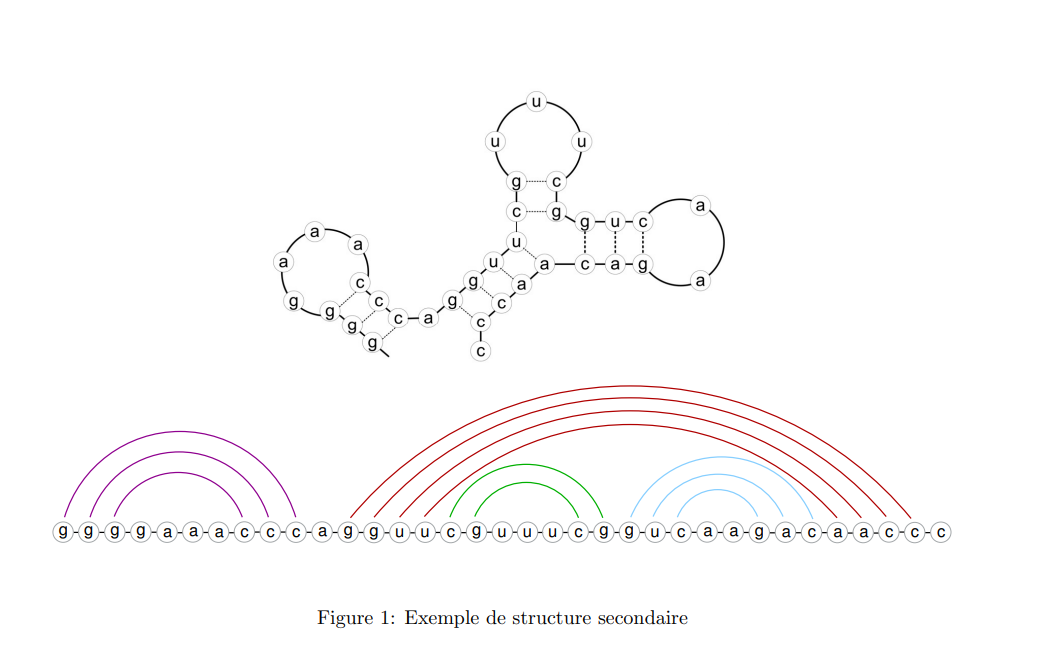 u
u u
g c
c g a
a g u c
a u
a u a c a g
c g a a
g c g c
g g c a c
g c
g g g g a a a c c c a g g u u c g u u u c g g u c a a g a c a a c c c
Figure 1: Exemple de structure secondaire